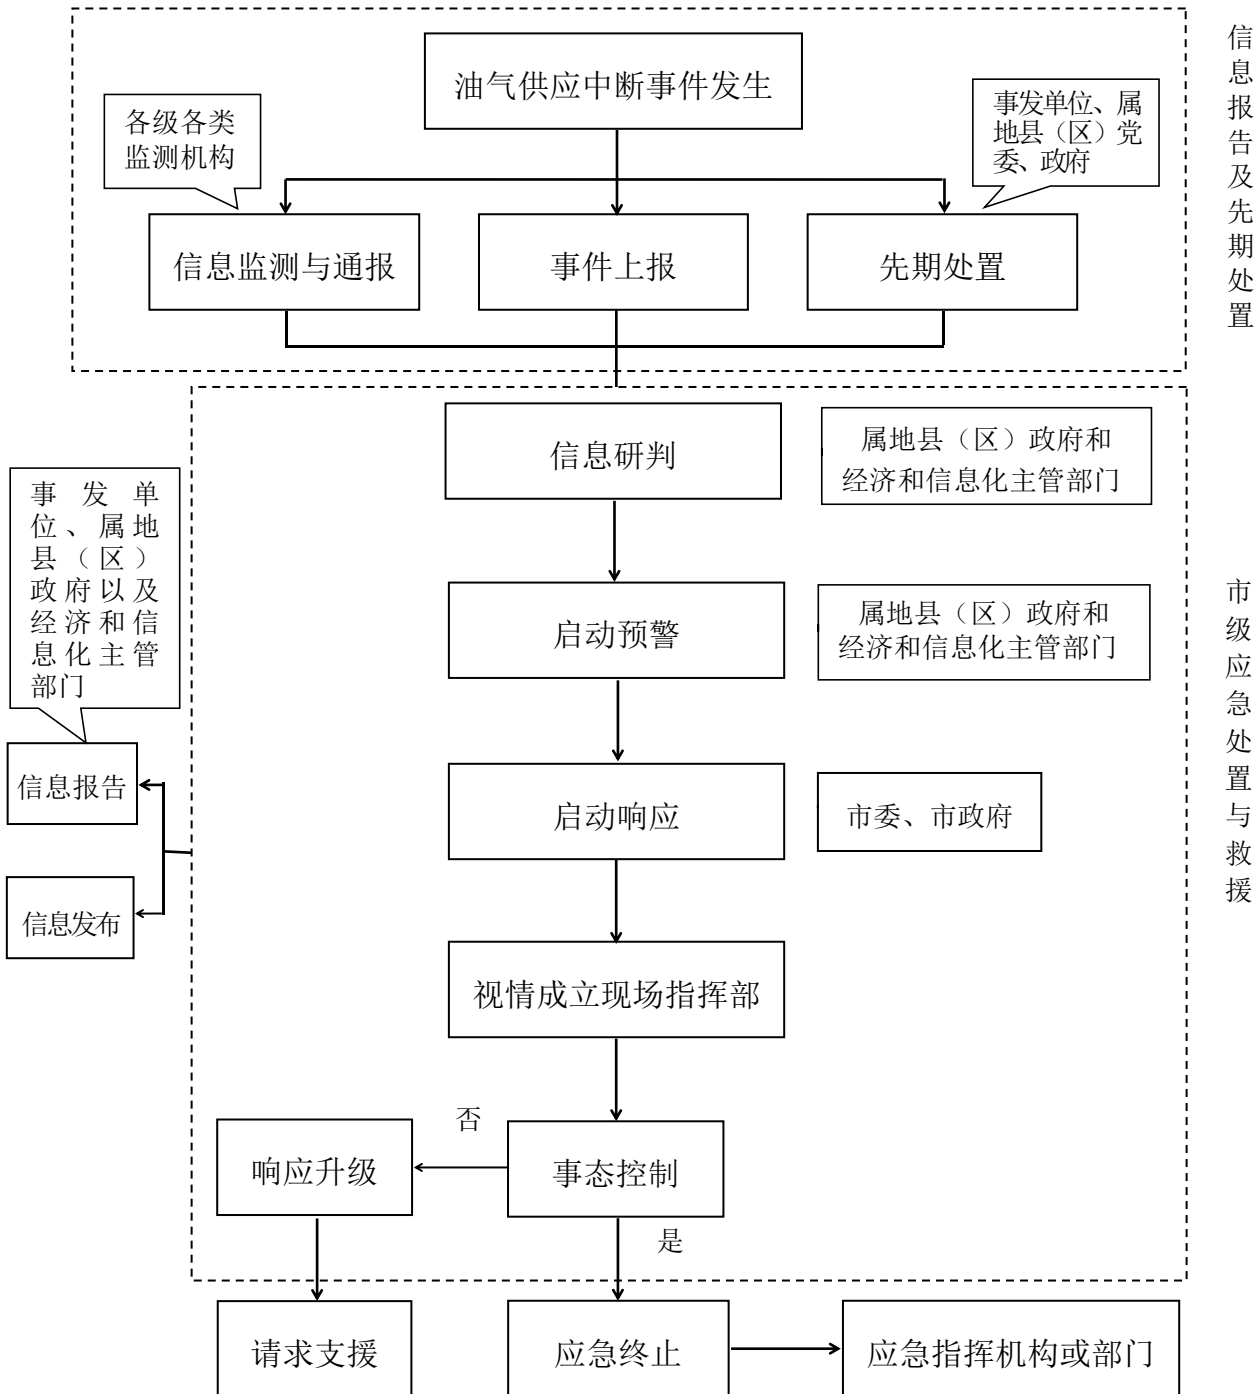 油气供应中断事件发生
各级各类
监测机构
事发单位、属
地县（区）党
委、政府
信息监测与通报
事件上报
先期处置
信息报告及先期处置
信息研判
属地县（区）政府和
经济和信息化主管部门
事发单
位、属地
县（区）
政府以及
经济和信
息化主管
部门
启动预警
属地县（区）政府和
经济和信息化主管部门
信息报告
启动响应
市委、市政府
信息发布
市级应急处置与救援
视情成立现场指挥部
否
响应升级
事态控制
是
请求支援
应急终止
应急指挥机构或部门